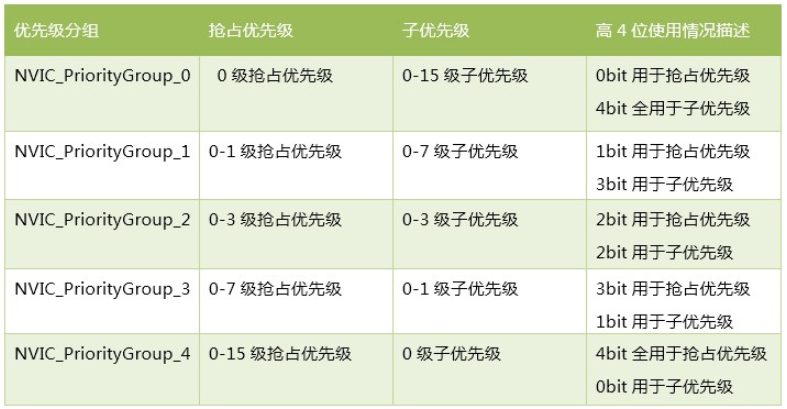 优先级分组 抢占优先级 子优先级 高 4 位使用情况描述
NVIC_PriorityGroup_0 0 级抢占优先级 0-15 级子优先级 0bit 用于抢占优先级
4bit 全用于子优先级
NVIC_PriorityGroup_1 0-1 级抢占优先级 0-7 级子优先级 1bit 用于抢占优先级
3bit 用于子优先级
NVIC_PriorityGroup_2 0-3 级抢占优先级 0-3 级子优先级 2bit 用于抢占优先级
2bit 用于子优先级
NVIC_PriorityGroup_3 0-7 级抢占优先级 0-1 级子优先级 3bit 用于抢占优先级
1bit 用于子优先级
NVIC_PriorityGroup_4 0-15 级抢占优先级 0 级子优先级 4bit 全用于抢占优先级
0bit 用于子优先级